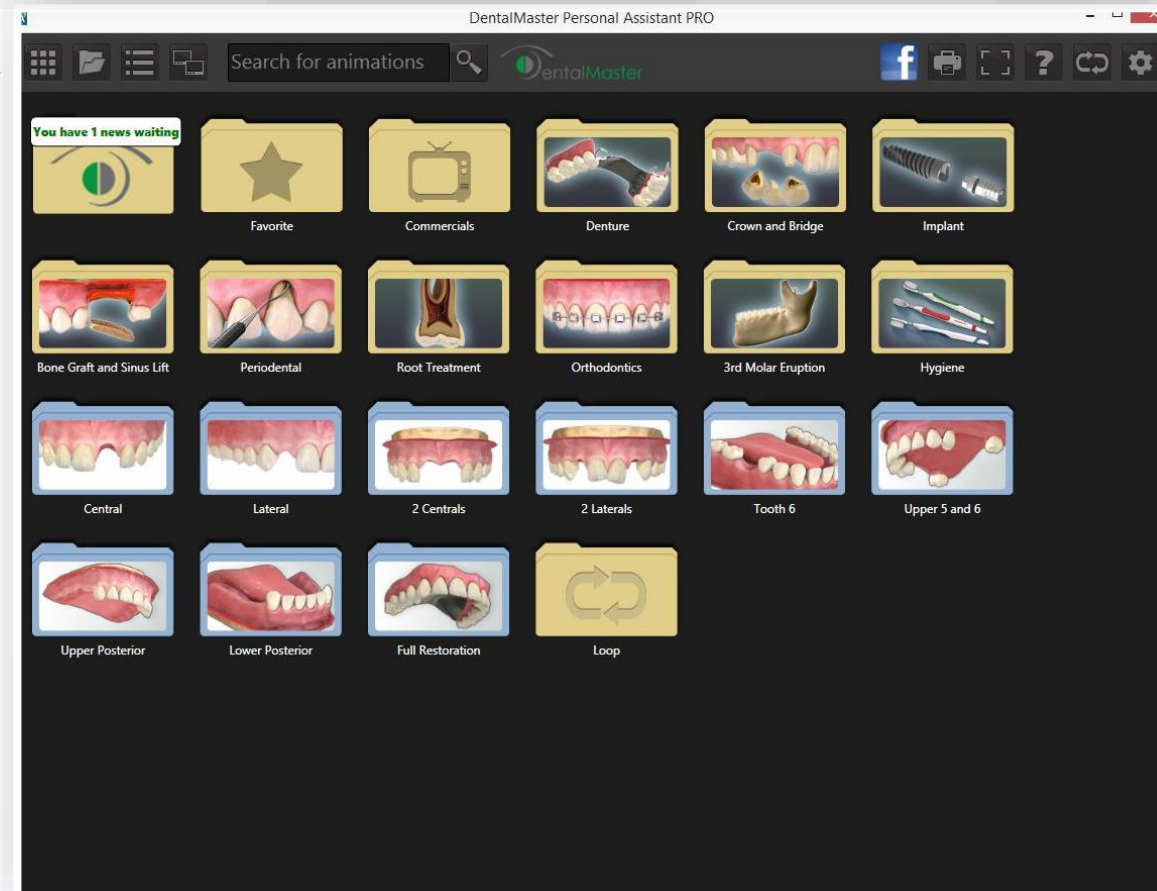 DentalMaster Personal Assistant PRO
Search for animations
DentalMaster
You have 1 news waiting
Favorite
Commercials
Denture
Crown and Bridge
Implant
Bone Graft and Sinus Lift
Periodental
Root Treatment
Orthodontics
3rd Molar Eruption
Hygiene
Central
Lateral
2 Centrals
2 Laterals
Tooth 6
Upper 5 and 6
Upper Posterior
Lower Posterior
Full Restoration
Loop